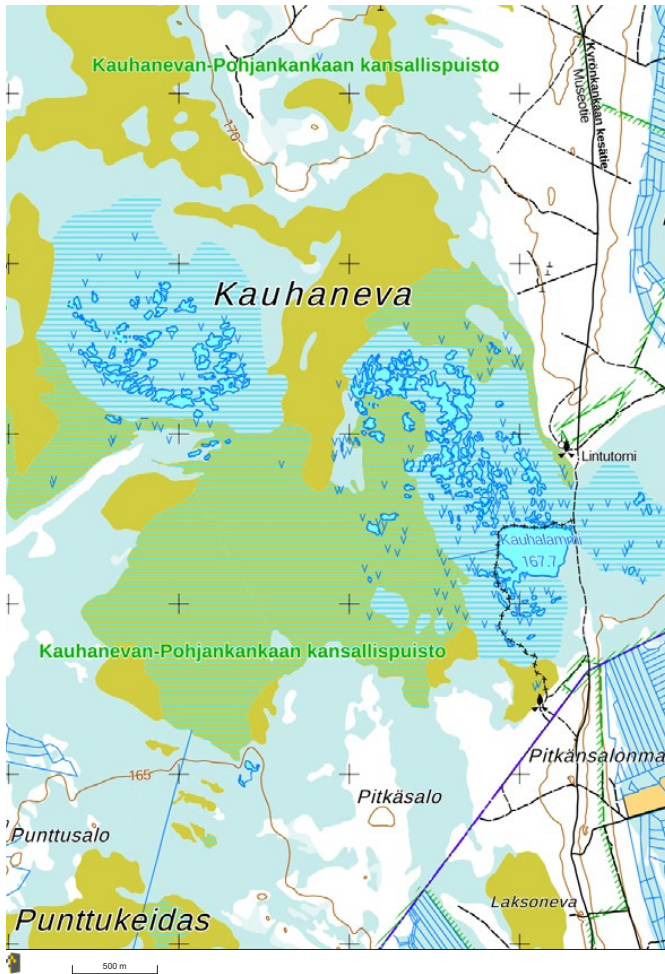 Kauhanevan-Pohjankankaan kansallispuisto
Kyrönkankaan kesätie
Museotie
170
Kauhaneva
Lintutorni
Kauhalammi
167.7
Kauhanevan-Pohjankankaan kansallispuisto
Pitkänsalonma
165
Pitkäsalo
Punttusalo
Laksoneva
Punttukeidas
500 m